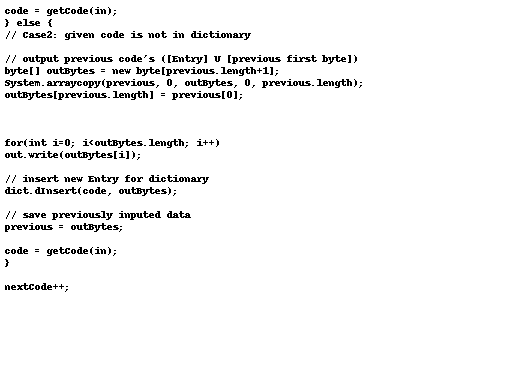 code = getCode(in);
} else {
// Case2: given code is not in dictionary
// output previous code's ([Entry] U [previous first byte])
byte[] outBytes = new byte[previous.length+1];
System.arraycopy(previous, 0, outBytes, 0, previous.length);
outBytes[previous.length] = previous[0];
for(int i=0; i<outBytes.length; i++)
out.write(outBytes[i]);
// insert new Entry for dictionary
dict.dInsert(code, outBytes);
// save previously inputed data
previous = outBytes;
code = getCode(in);
}
nextCode++;